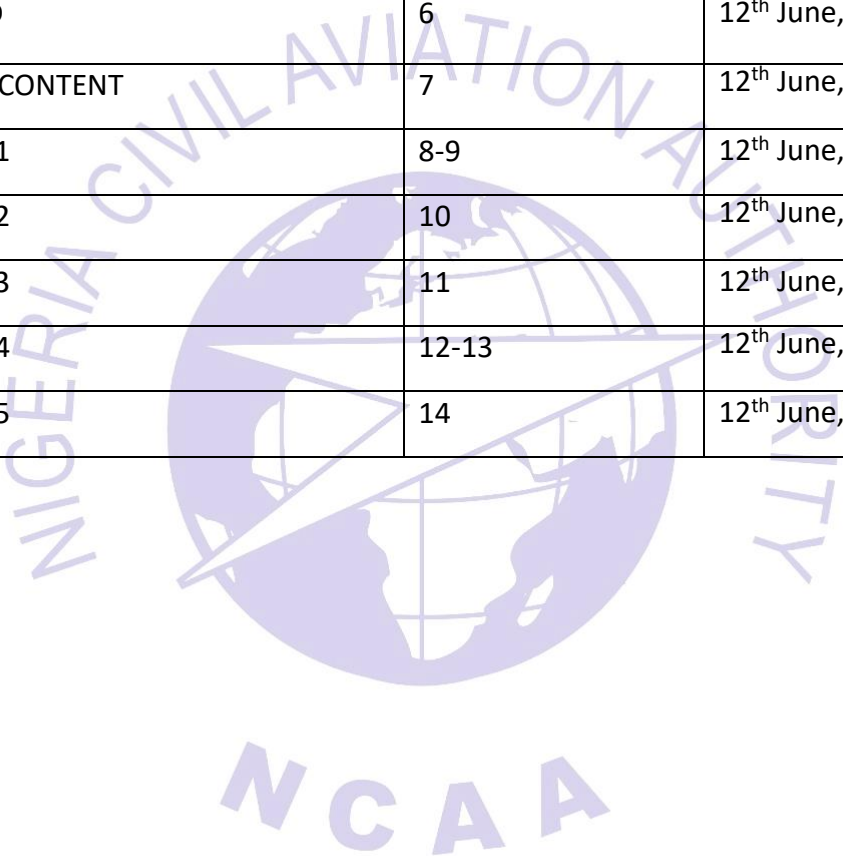 6 12th June,
CONTENT 7 12th June,
1 8-9 12th June,
2 10 12th June,
3 11 12th June,
4 12-13 12th June,
5 14 12th June,
NIGERIA CIVIL AVIATION AUTHORITY
NCAA